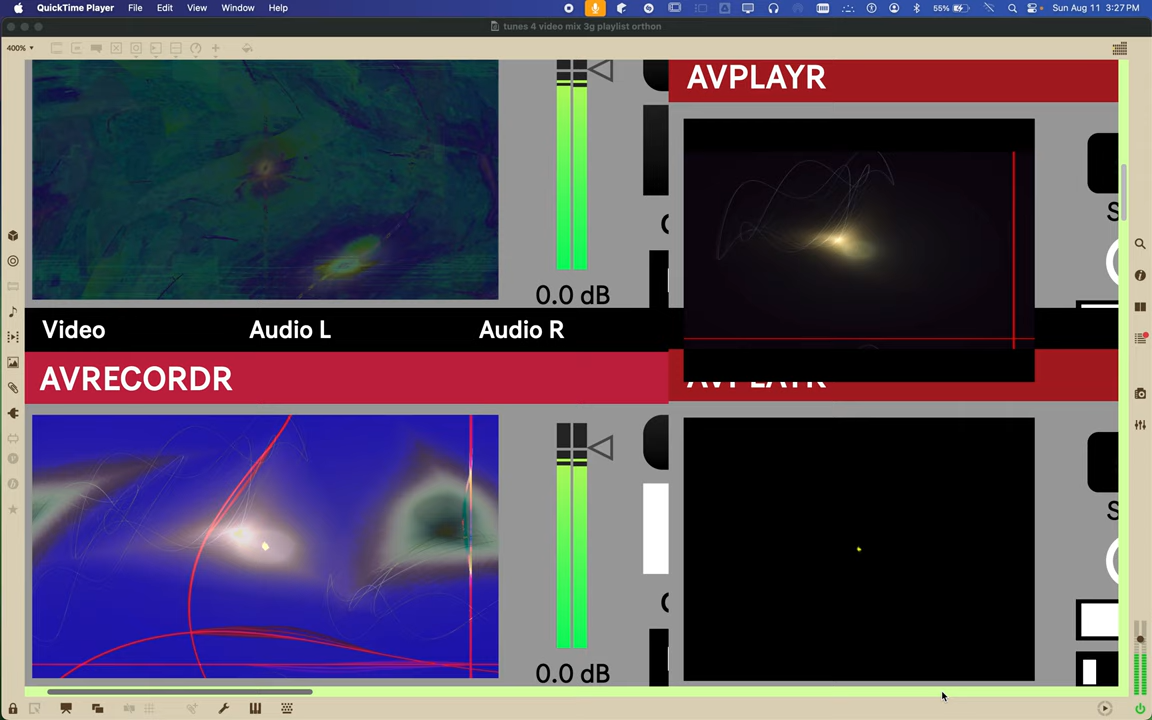 QuickTime Player File Edit View Window Help 55% Sun Aug 11 3:27 PM
tunes 4 video mix 3g playlist orthon
400%
AVPLAYR
S
0.0 dB
Video Audio L Audio R
AVRECORDR
AVPLAYR
S
0.0 dB